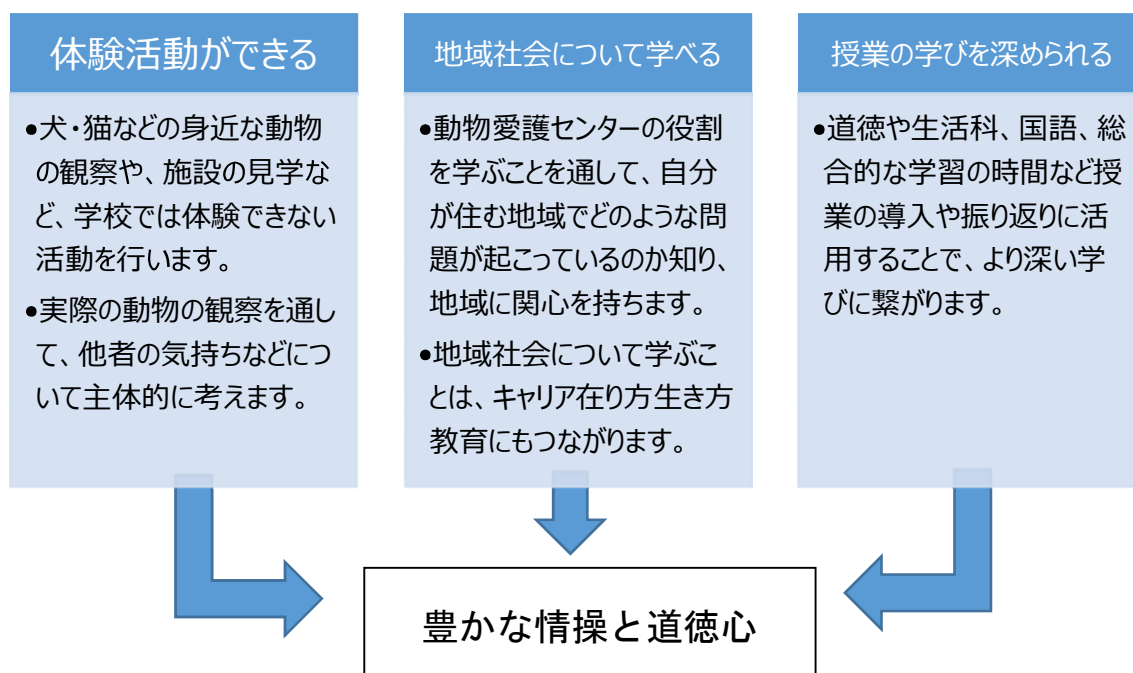 体験活動ができる
•犬・猫などの身近な動物
の観察や、施設の見学な
ど、学校では体験できない
活動を行います。
•実際の動物の観察を通し
て、他者の気持ちなどにつ
いて主体的に考えます。
地域社会について学べる
•動物愛護センターの役割
を学ぶことを通して、自分
が住む地域でどのような問
題が起こっているのか知り、
地域に関心を持ちます。
•地域社会について学ぶこ
とは、キャリア在り方生き方
教育にもつながります。
授業の学びを深められる
•道徳や生活科、国語、総
合的な学習の時間など授
業の導入や振り返りに活
用することで、より深い学
びに繋がります。
豊かな情操と道徳心